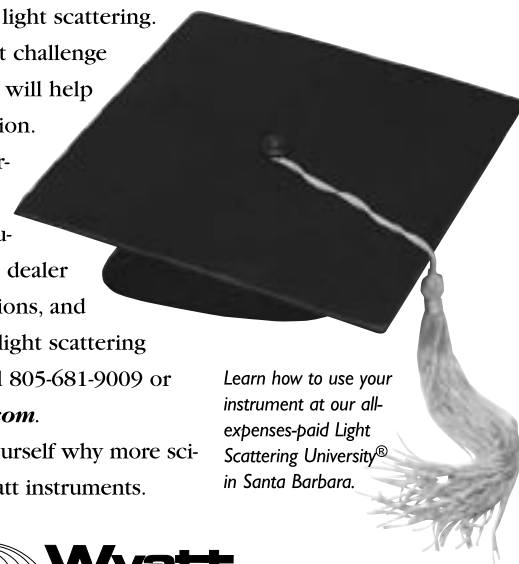 light scattering.
t challenge
will help
ion.
r-
u-
dealer
ions, and
light scattering
l 805-681-9009 or
com.
urself why more sci-
att instruments.
Learn how to use your
instrument at our all-
expenses-paid Light
Scattering University®
in Santa Barbara.
Wyatt